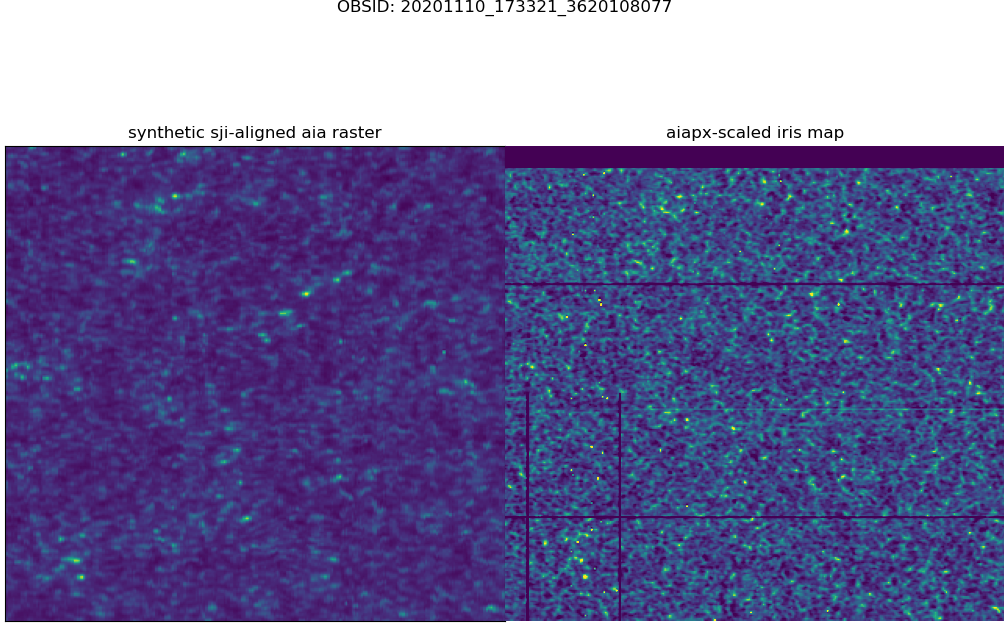 OBSID: 20201110_173321_3620108077
synthetic sji-aligned aia raster
aiapx-scaled iris map